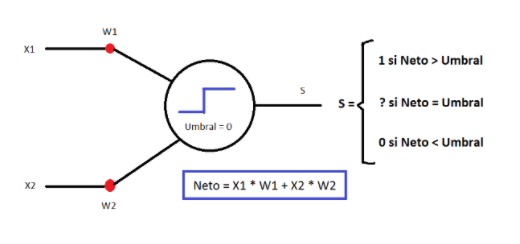 W1
X1
S
Umbral = 0
X2
W2
Neto = X1 * W1 + X2 * W2
S =
1 si Neto > Umbral
? si Neto = Umbral
0 si Neto < Umbral